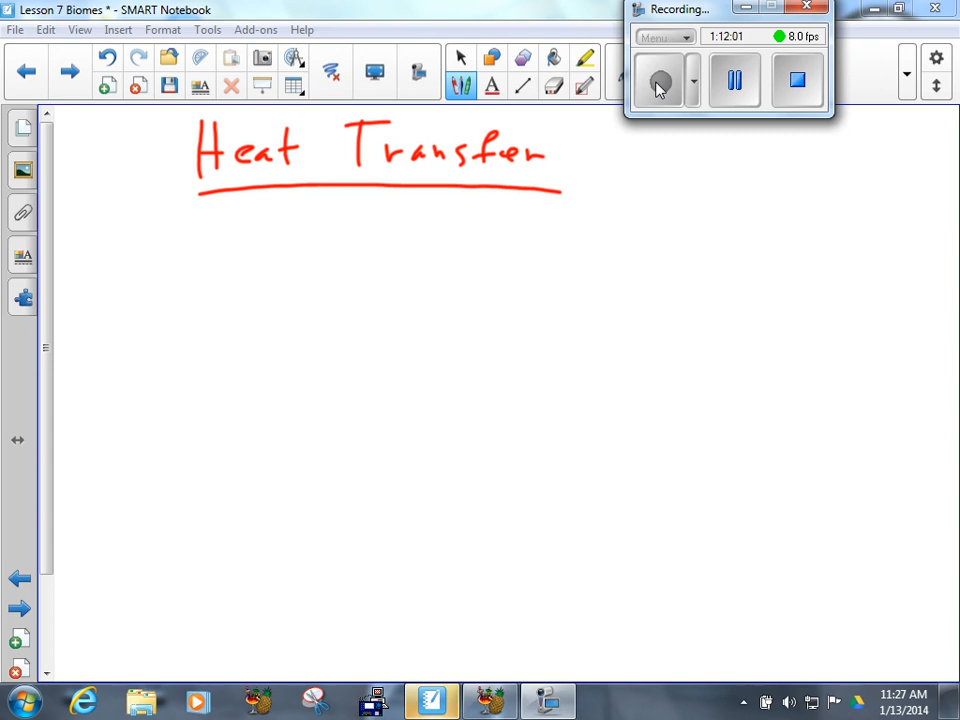 Lesson 7 Biomes * - SMART Notebook
Recording...
File Edit View Insert Format Tools Add-ons Help
Menu 1:12:01 8.0 fps
Heat Transfer
11:27 AM
1/13/2014